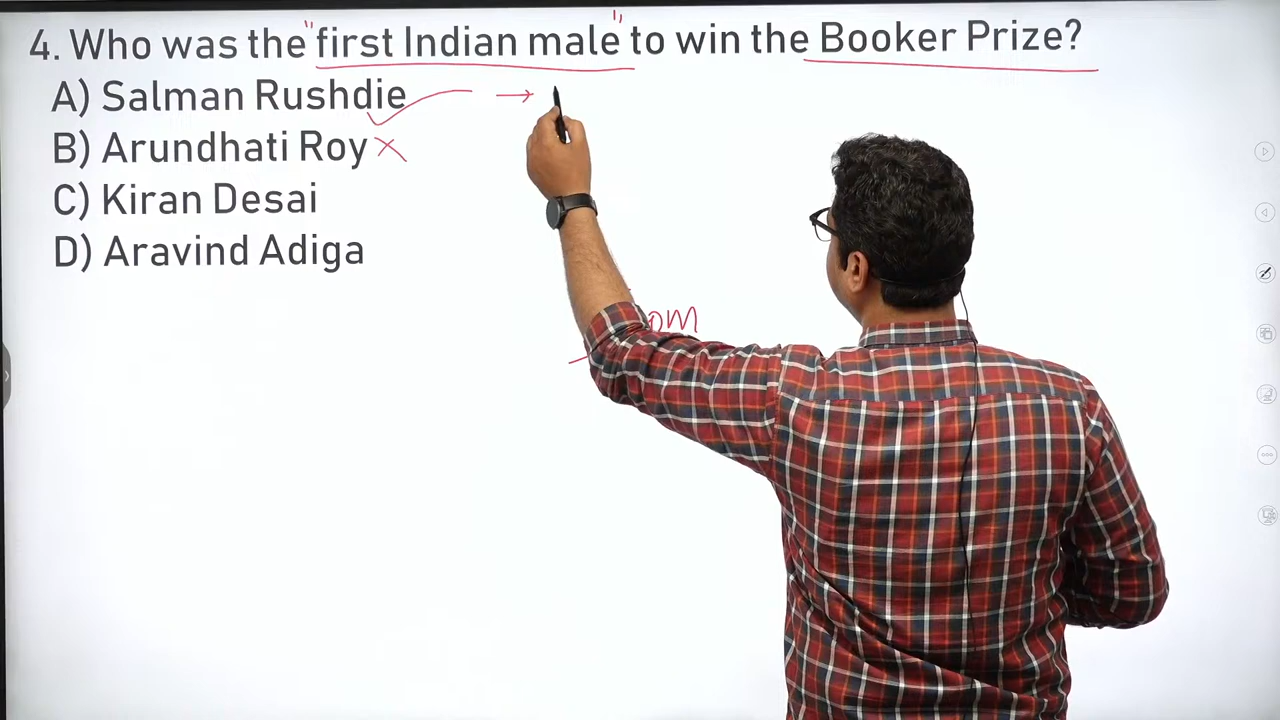 4. Who was the "first Indian male" to win the Booker Prize?
A) Salman Rushdie
B) Arundhati Roy
C) Kiran Desai
D) Aravind Adiga